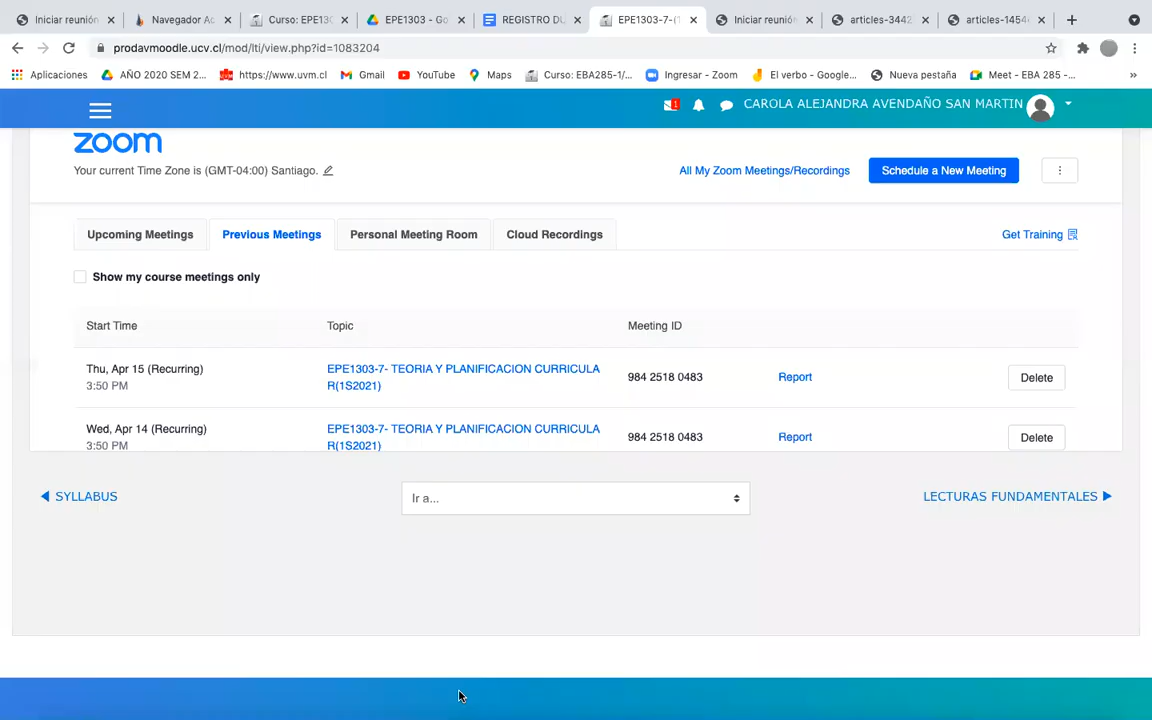 Iniciar reunión
Navegador Ac
Curso: EPE13
EPE1303 - Go
REGISTRO DU
EPE1303-7-(1
Iniciar reunión
articles-3442
articles-1454
prodavmoodle.ucv.cl/mod/lti/view.php?id=1083204
Aplicaciones
AÑO 2020 SEM 2...
https://www.uvm.cl
Gmail
YouTube
Maps
Curso: EBA285-1/...
Ingresar - Zoom
El verbo - Google...
Nueva pestaña
Meet - EBA 285 -...
»
1
CAROLA ALEJANDRA AVENDAÑO SAN MARTIN
zoom
Your current Time Zone is (GMT-04:00) Santiago.
All My Zoom Meetings/Recordings
Schedule a New Meeting
Upcoming Meetings
Previous Meetings
Personal Meeting Room
Cloud Recordings
Get Training
Show my course meetings only
Start Time
Topic
Meeting ID
Thu, Apr 15 (Recurring)
3:50 PM
EPE1303-7- TEORIA Y PLANIFICACION CURRICULA
R(1S2021)
984 2518 0483
Report
Delete
Wed, Apr 14 (Recurring)
3:50 PM
EPE1303-7- TEORIA Y PLANIFICACION CURRICULA
R(1S2021)
984 2518 0483
Report
Delete
SYLLABUS
Ir a...
LECTURAS FUNDAMENTALES